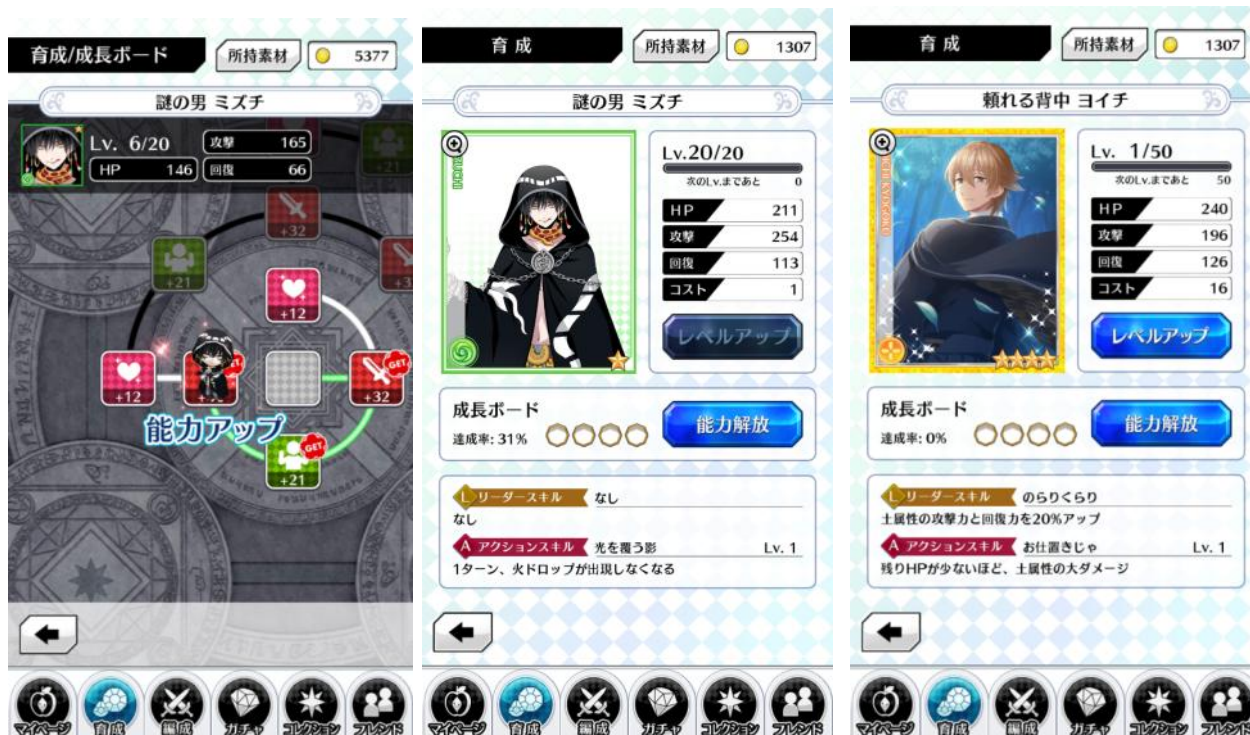 育成/成長ボード
所持素材
5377
謎の男 ミズチ
Lv. 6/20
攻撃 165
HP 146
回復 66
+21
+32
+21
+12
+12
+32
能力アップ
GET
+21
マイページ
育成
編成
ガチャ
コレクション
フレンド
育成
所持素材
1307
謎の男 ミズチ
Lv.20/20
次のLv.まであと 0
HP 211
攻撃 254
回復 113
コスト 1
レベルアップ
成長ボード
達成率: 31%
能力解放
L リーダースキル なし
なし
A アクションスキル 光を覆う影 Lv. 1
1ターン、火ドロップが出現しなくなる
マイページ
育成
編成
ガチャ
コレクション
フレンド
育成
所持素材
1307
頼れる背中 ヨイチ
Lv. 1/50
次のLv.まであと 50
HP 240
攻撃 196
回復 126
コスト 16
レベルアップ
成長ボード
達成率: 0%
能力解放
L リーダースキル のらりくらり
土属性の攻撃力と回復力を20%アップ
A アクションスキル お仕置きじゃ Lv. 1
残りHPが少ないほど、土属性の大ダメージ
マイページ
育成
編成
ガチャ
コレクション
フレンド